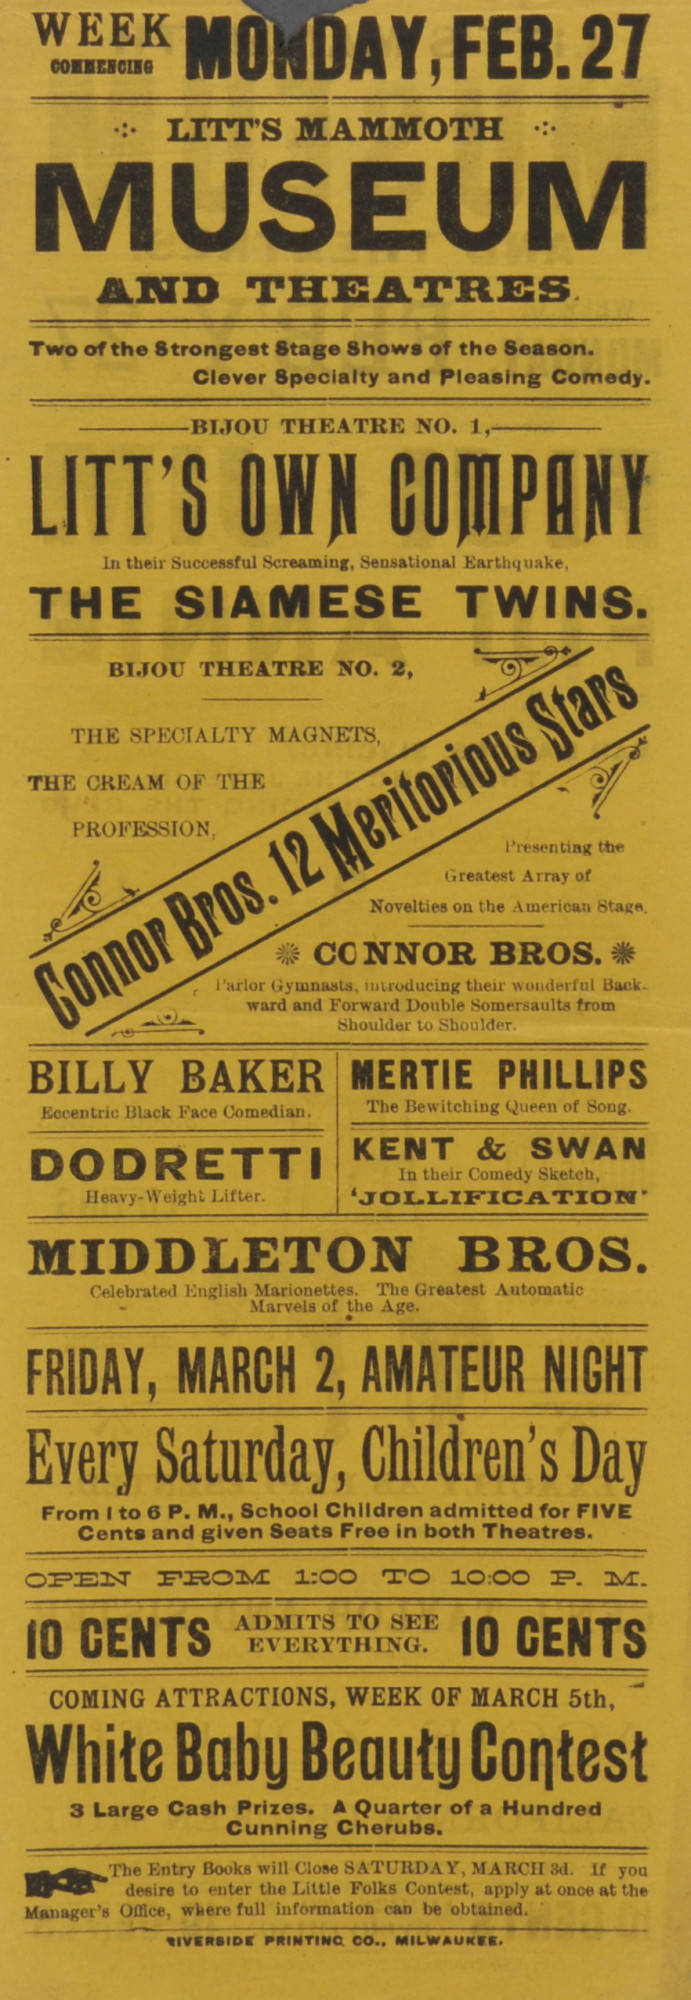 WEEK
COMMENCING
MONDAY, FEB. 27
LITT'S MAMMOTH
MUSEUM
AND THEATRES.
Two of the Strongest Stage Shows of the Season.
Clever Specialty and Pleasing Comedy.
BIJOU THEATRE NO. 1,
LITT'S OWN COMPANY
In their Successful Screaming, Sensational Earthquake,
THE SIAMESE TWINS.
BIJOU THEATRE NO. 2,
THE SPECIALTY MAGNETS,
THE CREAM OF THE
PROFESSION,
Connor Bros. 12 Meritorious Stars
Presenting the
Greatest Array of
Novelties on the American Stage.
CONNOR BROS.
Parlor Gymnasts, introducing their wonderful Back-
ward and Forward Double Somersaults from
Shoulder to Shoulder.
BILLY BAKER
Eccentric Black Face Comedian.
MERTIE PHILLIPS
The Bewitching Queen of Song.
DODRETTI
Heavy-Weight Lifter.
KENT & SWAN
In their Comedy Sketch,
'JOLLIFICATION'
MIDDLETON BROS.
Celebrated English Marionettes. The Greatest Automatic
Marvels of the Age.
FRIDAY, MARCH 2, AMATEUR NIGHT
Every Saturday, Children's Day
From 1 to 6 P. M., School Children admitted for FIVE
Cents and given Seats Free in both Theatres.
OPEN FROM 1:00 TO 10:00 P. M.
10 CENTS ADMITS TO SEE EVERYTHING. 10 CENTS
COMING ATTRACTIONS, WEEK OF MARCH 5th,
White Baby Beauty Contest
3 Large Cash Prizes. A Quarter of a Hundred
Cunning Cherubs.
The Entry Books will Close SATURDAY, MARCH 3d. If you
desire to enter the Little Folks Contest, apply at once at the
Manager's Office, where full information can be obtained.
RIVERSIDE PRINTING CO., MILWAUKEE.